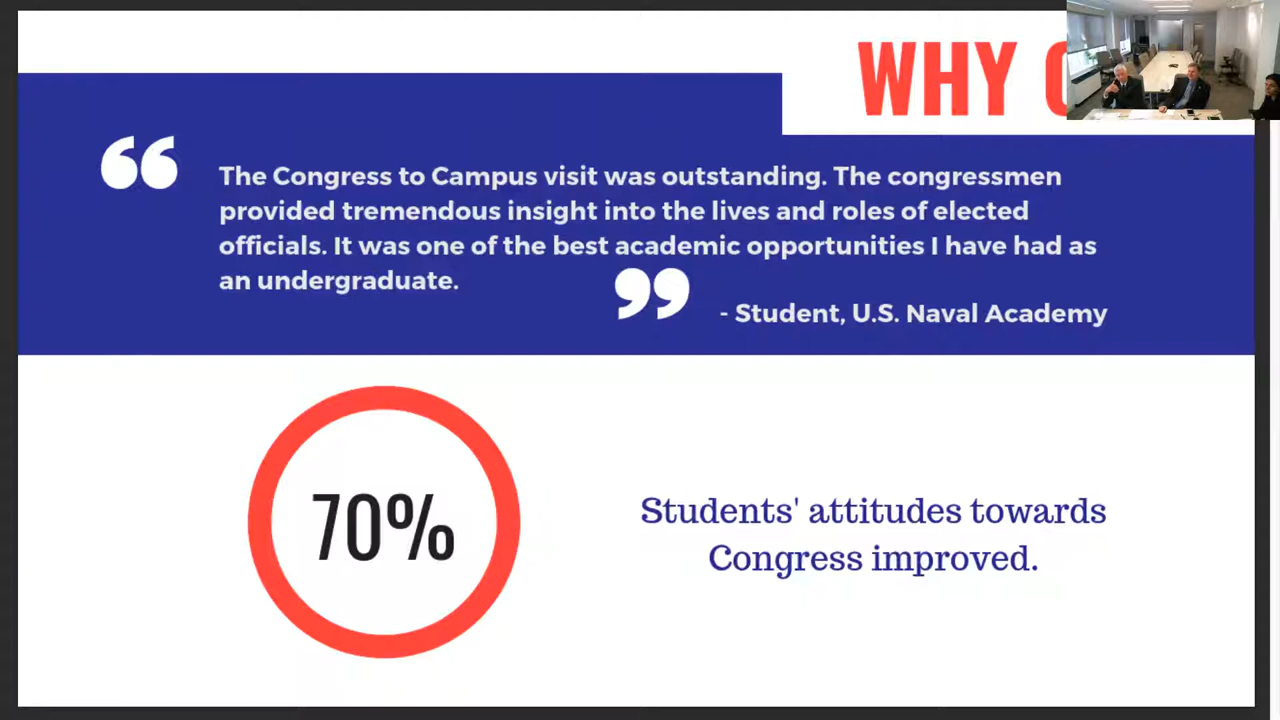 WHY
The Congress to Campus visit was outstanding. The congressmen
provided tremendous insight into the lives and roles of elected
officials. It was one of the best academic opportunities I have had as
an undergraduate.
- Student, U.S. Naval Academy
70%
Students' attitudes towards
Congress improved.